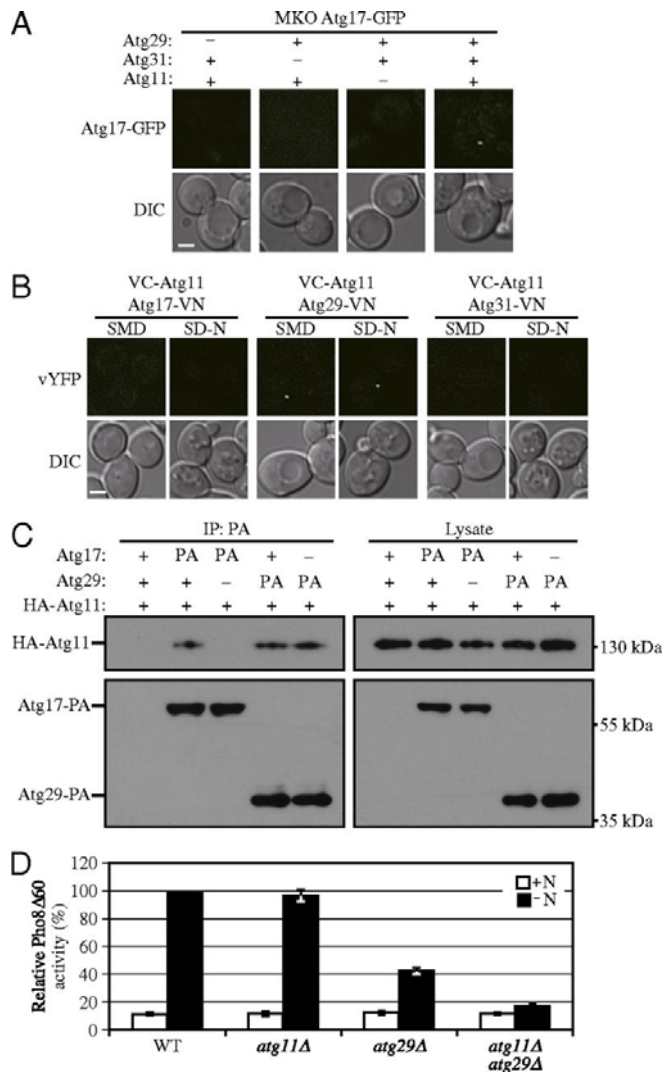 A
MKO Atg17-GFP
Atg29: – + + +
Atg31: + – + +
Atg11: + + – +
Atg17-GFP
DIC
B
VC-Atg11 VC-Atg11 VC-Atg11
Atg17-VN Atg29-VN Atg31-VN
SMD SD-N SMD SD-N SMD SD-N
vYFP
DIC
C
IP: PA Lysate
Atg17: + PA PA + – + PA PA + –
Atg29: + + – PA PA + + – PA PA
HA-Atg11: + + + + + + + + + +
HA-Atg11
130 kDa
Atg17-PA
55 kDa
Atg29-PA
35 kDa
D
Relative Pho8Δ60
activity (%)
120
100
80
60
40
20
0
+N
-N
WT atg11Δ atg29Δ atg11Δ
atg29Δ